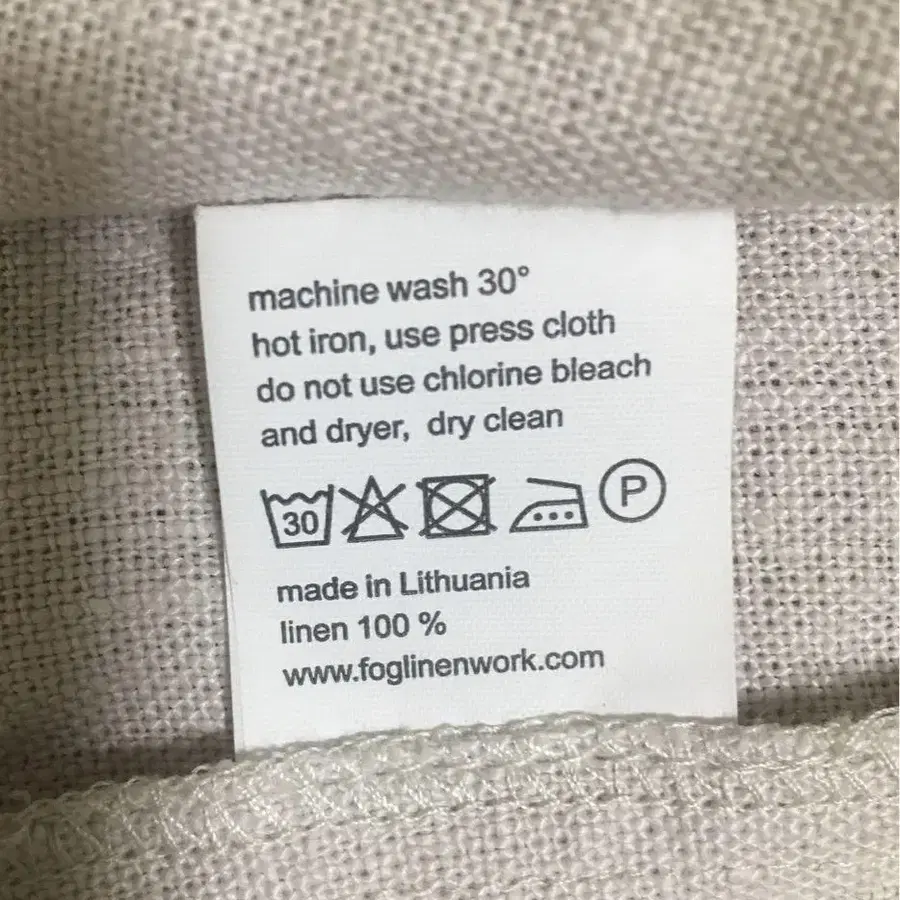 machine wash 30°
hot iron, use press cloth
do not use chlorine bleach
and dryer, dry clean
30 P
made in Lithuania
linen 100 %
www.foglinenwork.com